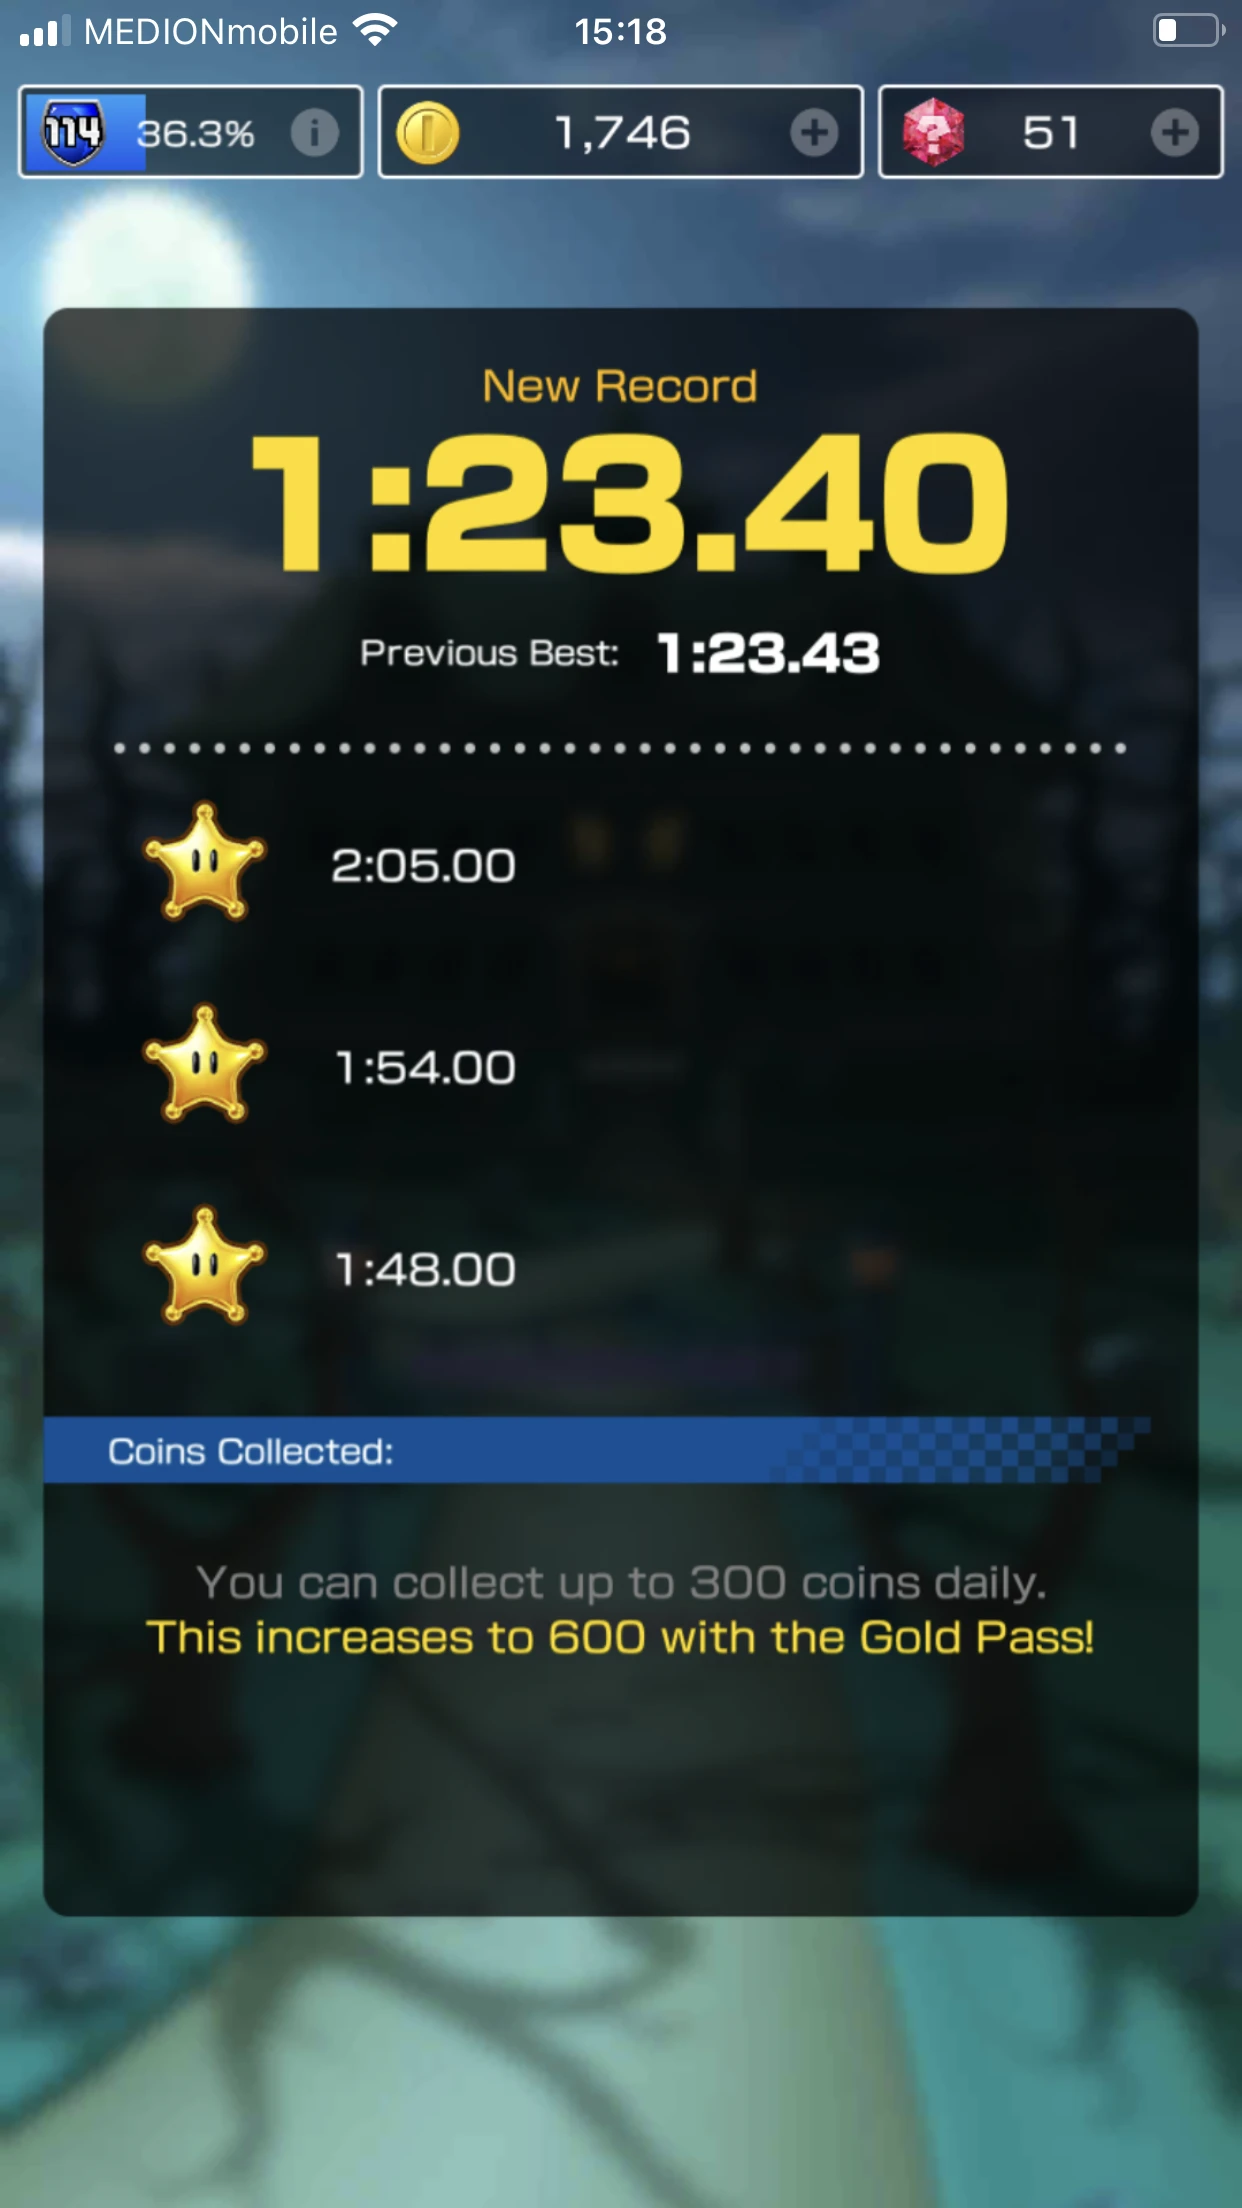 MEDIONmobile 15:18
114 36.3% i 1,746 + ? 51 +
New Record
1:23.40
Previous Best: 1:23.43
2:05.00
1:54.00
1:48.00
Coins Collected:
You can collect up to 300 coins daily.
This increases to 600 with the Gold Pass!